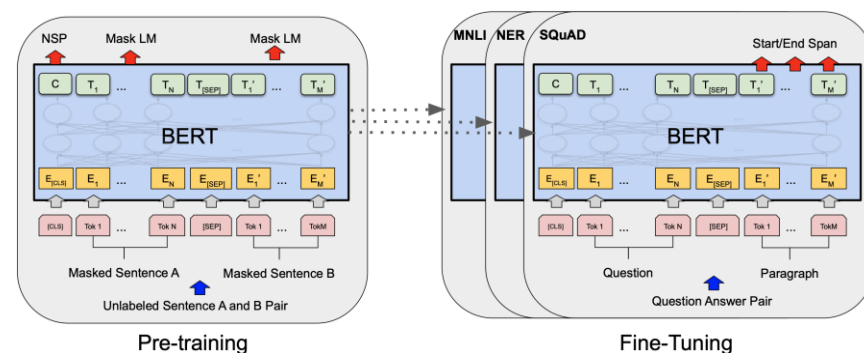 NSP Mask LM Mask LM
C T1 ... TN T[SEP] T1' ... TM'
BERT
E[CLS] E1 ... EN E[SEP] E1' ... EM'
[CLS] Tok 1 ... Tok N [SEP] Tok 1 ... TokM
Masked Sentence A Masked Sentence B
Unlabeled Sentence A and B Pair
Pre-training
MNLI NER SQuAD
Start/End Span
C T1 ... TN T[SEP] T1' ... TM'
BERT
E[CLS] E1 ... EN E[SEP] E1' ... EM'
[CLS] Tok 1 ... Tok N [SEP] Tok 1 ... TokM
Question Paragraph
Question Answer Pair
Fine-Tuning